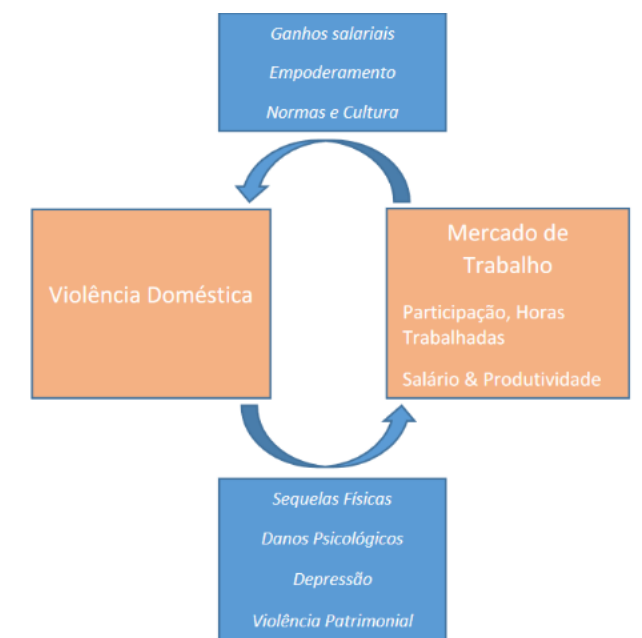 Ganhos salariais
Empoderamento
Normas e Cultura
Violência Doméstica
Mercado de
Trabalho
Participação, Horas
Trabalhadas
Salário & Produtividade
Sequelas Físicas
Danos Psicológicos
Depressão
Violência Patrimonial